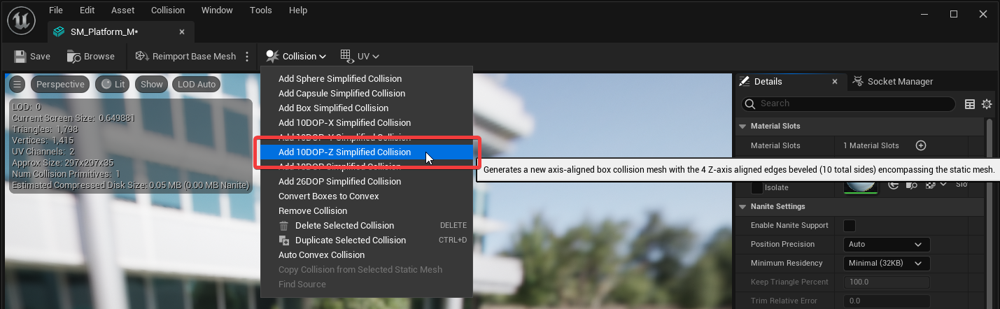 File Edit Asset Collision Window Tools Help
SM_Platform_M*
Save Browse Reimport Base Mesh Collision UV
Perspective Lit Show LOD Auto
LOD: 0
Current Screen Size: 0.649881
Triangles: 1,798
Vertices: 1,415
UV Channels: 2
Approx Size: 297x297x35
Num Collision Primitives: 1
Estimated Compressed Disk Size: 0.05 MB (0.00 MB Nanite)
Add Sphere Simplified Collision
Add Capsule Simplified Collision
Add Box Simplified Collision
Add 10DOP-X Simplified Collision
Add 10DOP-Y Simplified Collision
Add 10DOP-Z Simplified Collision
Add 18DOP Simplified Collision
Add 26DOP Simplified Collision
Convert Boxes to Convex
Remove Collision
Delete Selected Collision DELETE
Duplicate Selected Collision CTRL+D
Auto Convex Collision
Copy Collision from Selected Static Mesh
Find Source
Generates a new axis-aligned box collision mesh with the 4 Z-axis aligned edges beveled (10 total sides) encompassing the static mesh.
Details Socket Manager
Search
Material Slots
Material Slots 1 Material Slots
Isolate Slo
Nanite Settings
Enable Nanite Support
Position Precision Auto
Minimum Residency Minimal (32KB)
Keep Triangle Percent 100.0
Trim Relative Error 0.0